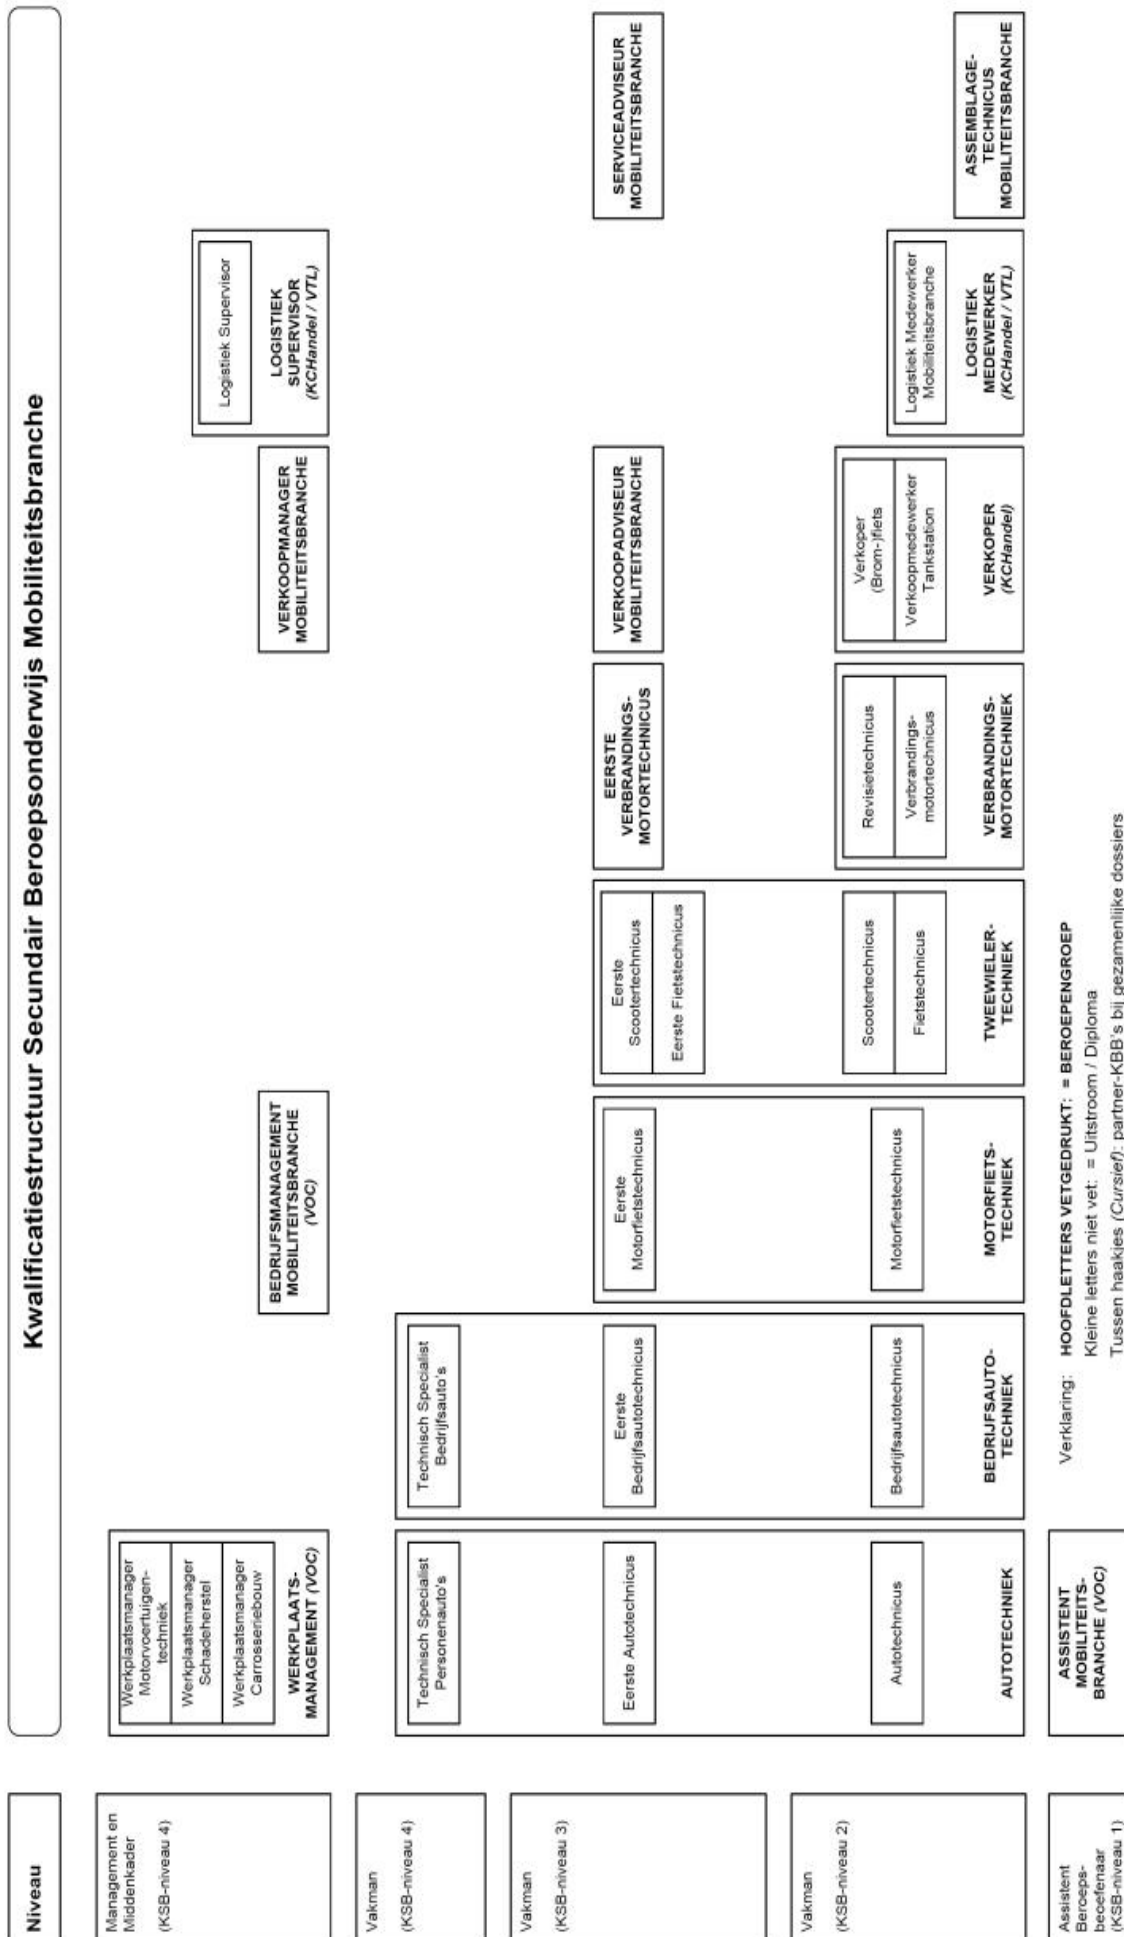 Kwalificatiestructuur Secundair Beroepsonderwijs Mobiliteitsbranche
Niveau
Management en
Middenkader
(KSB-niveau 4)
Werkplaatsmanager
Motorvoertuigen-
techniek
Werkplaatsmanager
Schadeherstel
Werkplaatsmanager
Carrosseriebouw
WERKPLAATS-
MANAGEMENT (VOC)
BEDRIJFSMANAGEMENT
MOBILITEITSBRANCHE
(VOC)
VERKOOPMANAGER
MOBILITEITSBRANCHE
Logistiek Supervisor
LOGISTIEK
SUPERVISOR
(KCHandel / VTL)
Vakman
(KSB-niveau 4)
Technisch Specialist
Personenauto's
Technisch Specialist
Bedrijfsauto's
Vakman
(KSB-niveau 3)
Eerste Autotechnicus
Eerste
Bedrijfsautotechnicus
Eerste
Motorfietstechnicus
Eerste
Scootertechnicus
Eerste Fietstechnicus
EERSTE
VERBRANDINGS-
MOTORTECHNICUS
VERKOOPADVISEUR
MOBILITEITSBRANCHE
SERVICEADVISEUR
MOBILITEITSBRANCHE
Vakman
(KSB-niveau 2)
Autotechnicus
AUTOTECHNIEK
Bedrijfsautotechnicus
BEDRIJFSAUTO-
TECHNIEK
Motorfietstechnicus
MOTORFIETS-
TECHNIEK
Scootertechnicus
Fietstechnicus
TWEEWIELER-
TECHNIEK
Revisietechnicus
Verbrandings-
motortechnicus
VERBRANDINGS-
MOTORTECHNIEK
Verkoper
(Brom-)fiets
Verkoopmedewerker
Tankstation
VERKOPER
(KCHandel)
Logistiek Medewerker
Mobiliteitsbranche
LOGISTIEK
MEDEWERKER
(KCHandel / VTL)
ASSEMBLAGE-
TECHNICUS
MOBILITEITSBRANCHE
Assistent
Beroeps-
beoefenaar
(KSB-niveau 1)
ASSISTENT
MOBILITEITS-
BRANCHE (VOC)
Verklaring: HOOFDLETTERS VETGEDRUKT: = BEROEPENGROEP
Kleine letters niet vet: = Uitstroom / Diploma
Tussen haakjes (Cursief): partner-KBB's bij gezamenlijke dossiers